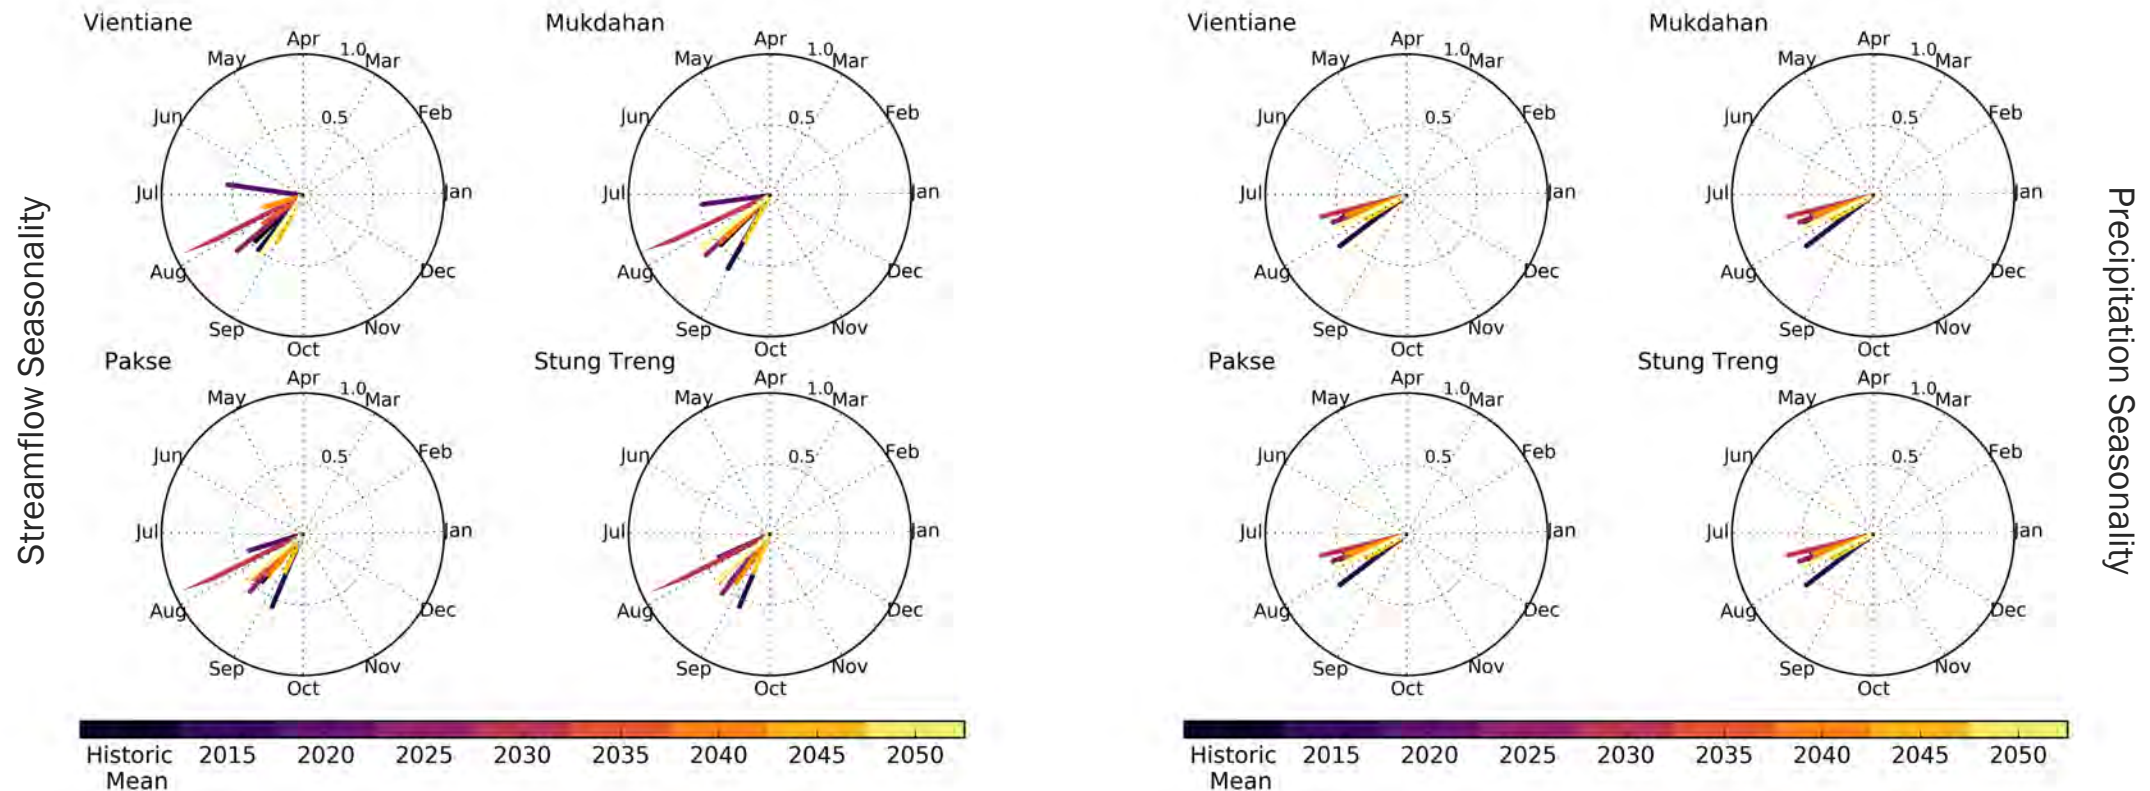 Streamflow Seasonality
Vientiane
Apr
1.0
Mar
Feb
Jan
Dec
Nov
Oct
Sep
Aug
Jul
Jun
May
0.5
Mukdahan
Apr
1.0
Mar
Feb
Jan
Dec
Nov
Oct
Sep
Aug
Jul
Jun
May
0.5
Pakse
Apr
1.0
Mar
Feb
Jan
Dec
Nov
Oct
Sep
Aug
Jul
Jun
May
0.5
Stung Treng
Apr
1.0
Mar
Feb
Jan
Dec
Nov
Oct
Sep
Aug
Jul
Jun
May
0.5
Historic Mean
2015 2020 2025 2030 2035 2040 2045 2050
Vientiane
Apr
1.0
Mar
Feb
Jan
Dec
Nov
Oct
Sep
Aug
Jul
Jun
May
0.5
Mukdahan
Apr
1.0
Mar
Feb
Jan
Dec
Nov
Oct
Sep
Aug
Jul
Jun
May
0.5
Pakse
Apr
1.0
Mar
Feb
Jan
Dec
Nov
Oct
Sep
Aug
Jul
Jun
May
0.5
Stung Treng
Apr
1.0
Mar
Feb
Jan
Dec
Nov
Oct
Sep
Aug
Jul
Jun
May
0.5
Historic Mean
2015 2020 2025 2030 2035 2040 2045 2050
Precipitation Seasonality